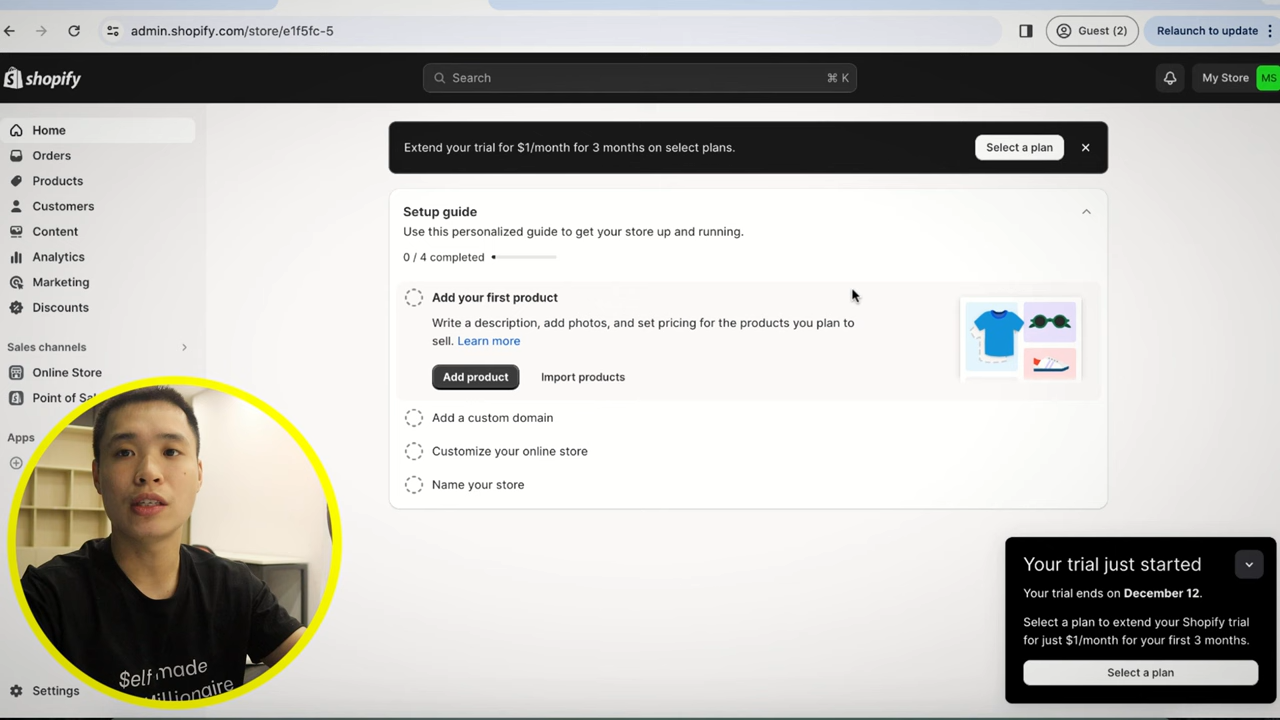 admin.shopify.com/store/e1f5fc-5
Guest (2)
Relaunch to update
shopify
Search
⌘ K
My Store
MS
Home
Orders
Products
Customers
Content
Analytics
Marketing
Discounts
Sales channels
Online Store
Point of Sa
Apps
Settings
Extend your trial for $1/month for 3 months on select plans.
Select a plan
Setup guide
Use this personalized guide to get your store up and running.
0 / 4 completed
Add your first product
Write a description, add photos, and set pricing for the products you plan to
sell. Learn more
Add product
Import products
Add a custom domain
Customize your online store
Name your store
Your trial just started
Your trial ends on December 12.
Select a plan to extend your Shopify trial
for just $1/month for your first 3 months.
Select a plan
$elf made
Millionaire